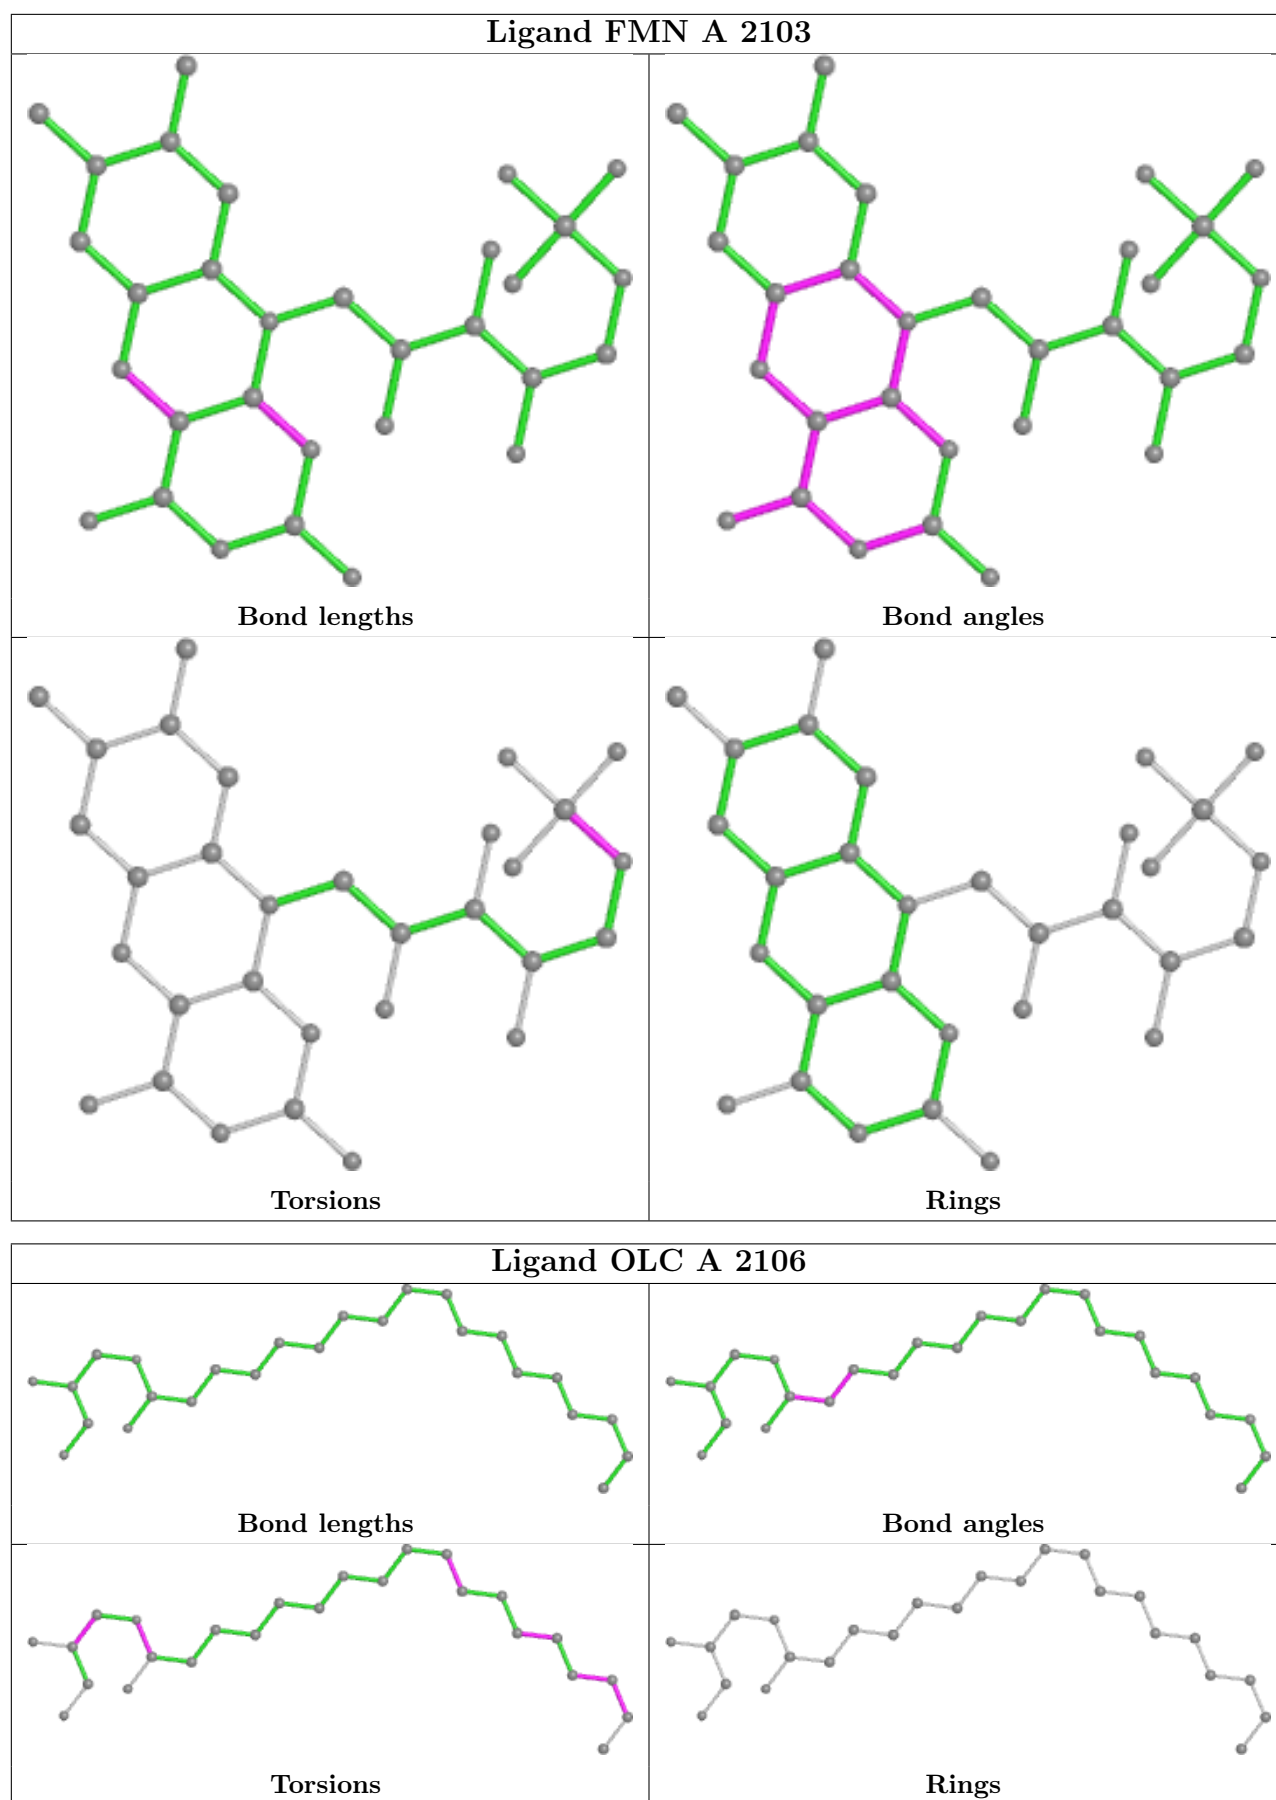 Ligand FMN A 2103
Bond lengths
Bond angles
Torsions
Rings
Ligand OLC A 2106
Bond lengths
Bond angles
Torsions
Rings